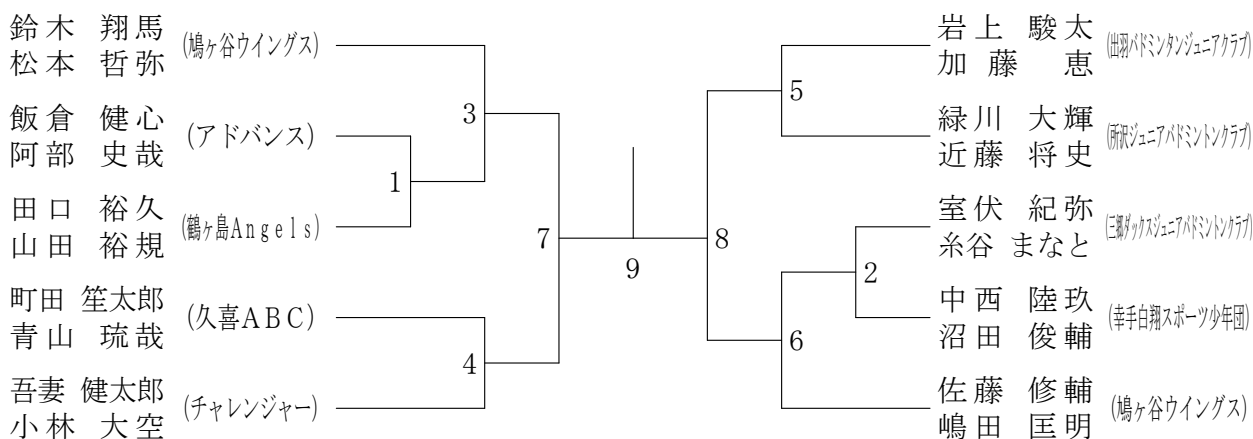 鈴木 翔馬
松本 哲弥
(鳩ヶ谷ウイングス)
飯倉 健心
阿部 史哉
(アドバンス)
田口 裕久
山田 裕規
(鶴ヶ島Angels)
町田 笙太郎
青山 琉哉
(久喜ABC)
吾妻 健太郎
小林 大空
(チャレンジャー)
3
1
4
7
9
8
5
2
6
岩上 駿太
加藤 恵
(出羽バドミンタンジュニアクラブ)
緑川 大輝
近藤 将史
(所沢ジュニアバドミントンクラブ)
室伏 紀弥
糸谷 まなと
(三郷ダックスジュニアバドミントンクラブ)
中西 陸玖
沼田 俊輔
(幸手白翔スポーツ少年団)
佐藤 修輔
嶋田 匡明
(鳩ヶ谷ウイングス)